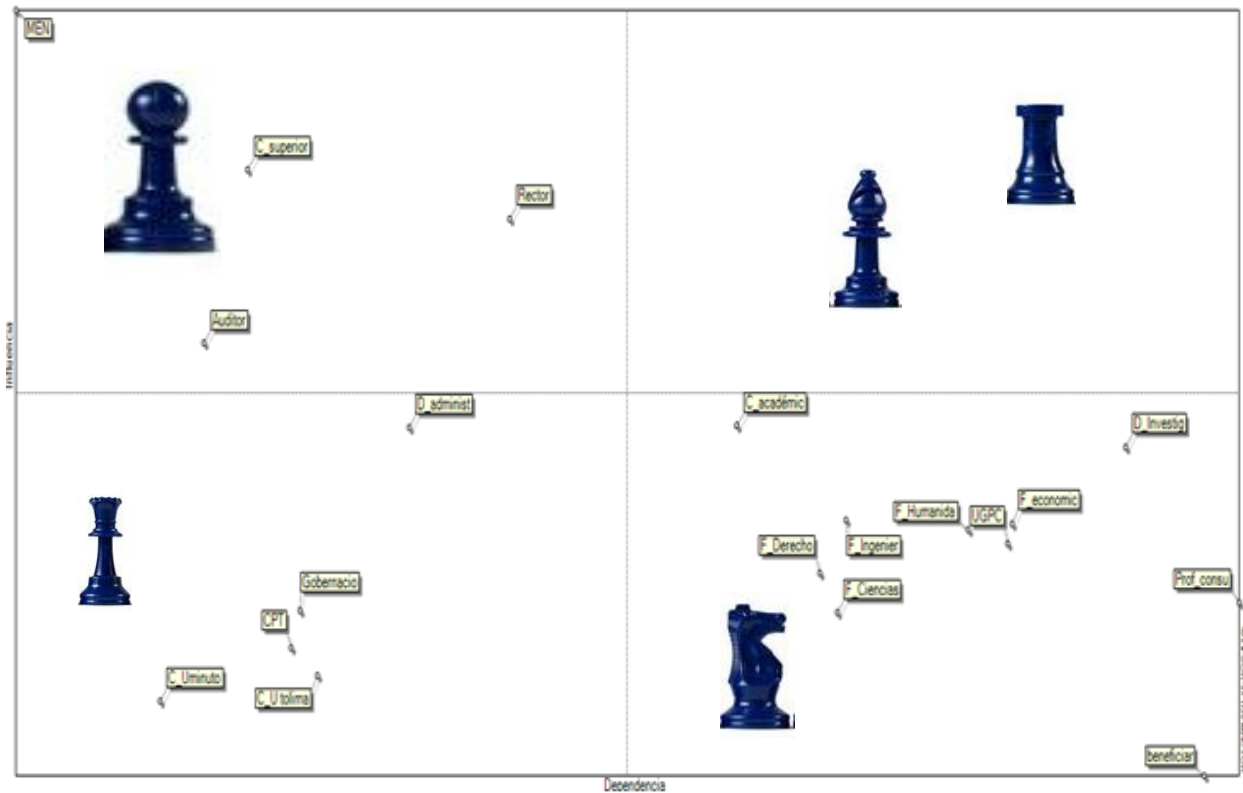 MEN
C_superior
Rector
Auditor
Influencia
D_administ
C_académic
D_Investig
F_economic
F_Humanida
UGPC
F_Derecho
F_Ingenier
Gobernacio
F_Ciencias
Prof_consu
CPT
C_Uminuto
C_U tolima
beneficiar
Dependencia